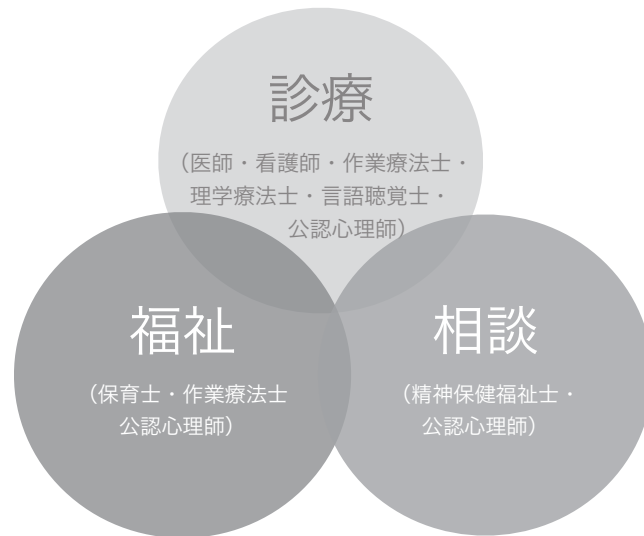 診療
（医師・看護師・作業療法士・
理学療法士・言語聴覚士・
公認心理師）
福祉
（保育士・作業療法士
公認心理師）
相談
（精神保健福祉士・
公認心理師）